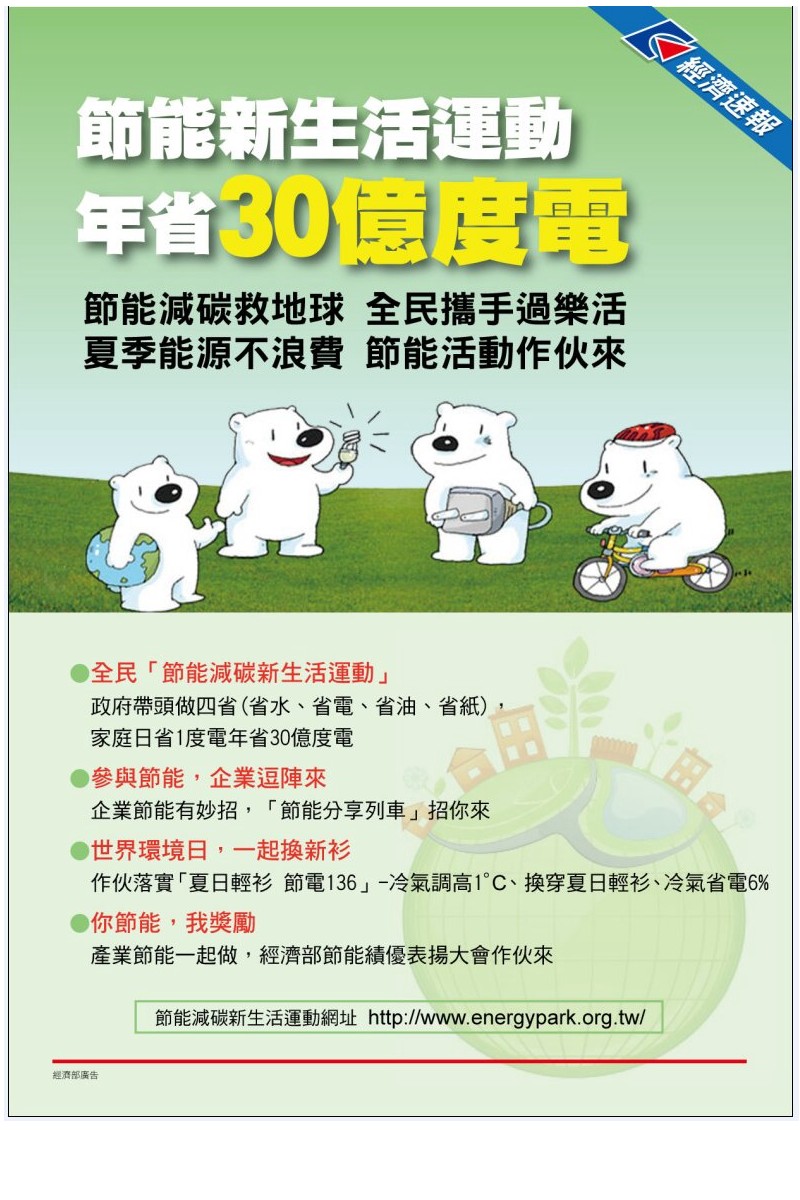 經濟速報
節能新生活運動
年省30億度電
節能減碳救地球 全民攜手過樂活
夏季能源不浪費 節能活動作伙來
●全民「節能減碳新生活運動」
政府帶頭做四省(省水、省電、省油、省紙)，
家庭日省1度電年省30億度電
●參與節能，企業逗陣來
企業節能有妙招，「節能分享列車」招你來
●世界環境日，一起換新衫
作伙落實「夏日輕衫 節電136」-冷氣調高1°C、換穿夏日輕衫、冷氣省電6%
●你節能，我獎勵
產業節能一起做，經濟部節能績優表揚大會作伙來
節能減碳新生活運動網址 http://www.energypark.org.tw/
經濟部廣告